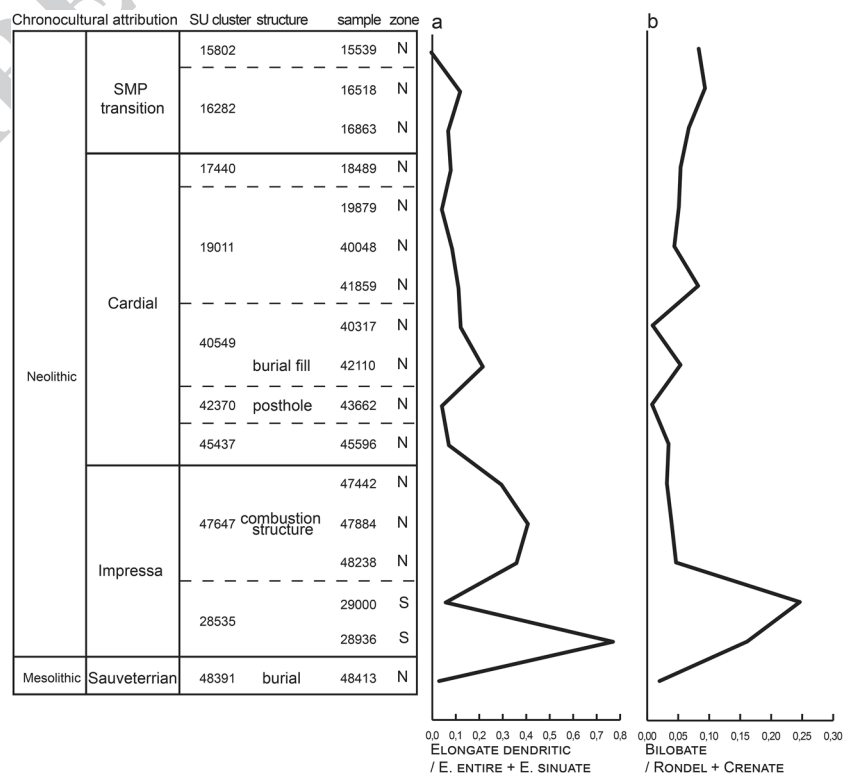 Chronocultural attribution SU cluster structure sample zone a b
15802 15539 N
SMP transition 16282 16518 N
16863 N
17440 18489 N
19879 N
19011 40048 N
41859 N
Cardial
40317 N
40549
burial fill 42110 N
Neolithic
42370 posthole 43662 N
45437 45596 N
47442 N
47647 combustion structure 47884 N
48238 N
Impressa
29000 S
28535
28936 S
Mesolithic Sauveterrian 48391 burial 48413 N
0,0 0,1 0,2 0,3 0,4 0,5 0,6 0,7 0,8 0,00 0,05 0,10 0,15 0,20 0,25 0,30
ELONGATE DENDRITIC
/ E. ENTIRE + E. SINUATE
BILOBATE
/ RONDEL + CRENATE